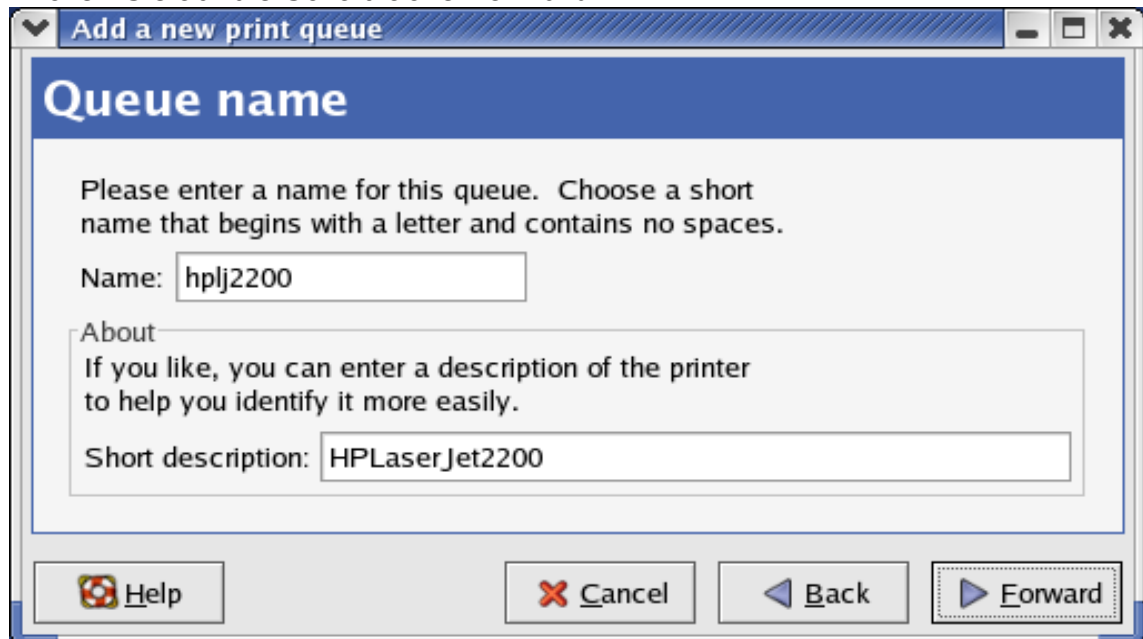 Add a new print queue
Queue name
Please enter a name for this queue.  Choose a short
name that begins with a letter and contains no spaces.
Name: hplj2200
About
If you like, you can enter a description of the printer
to help you identify it more easily.
Short description: HPLaserJet2200
Help Cancel Back Forward